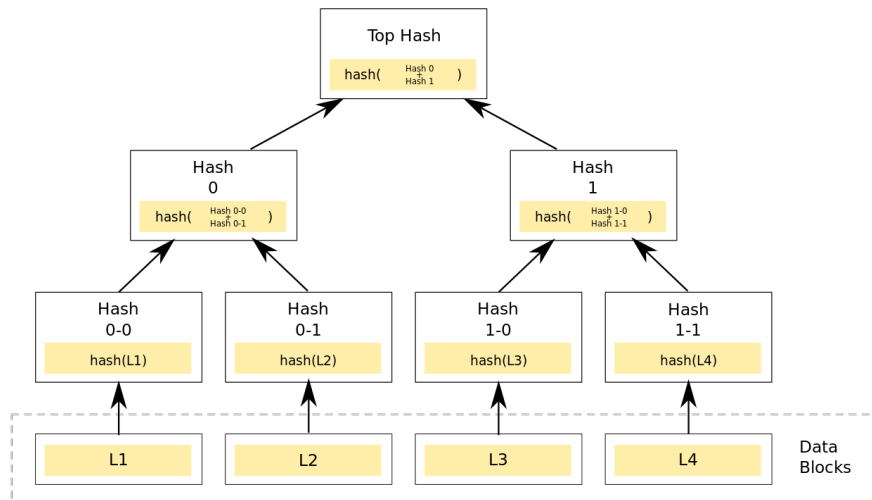 Top Hash
hash( Hash 0 + Hash 1 )
Hash
0
hash( Hash 0-0 + Hash 0-1 )
Hash
1
hash( Hash 1-0 + Hash 1-1 )
Hash
0-0
hash(L1)
Hash
0-1
hash(L2)
Hash
1-0
hash(L3)
Hash
1-1
hash(L4)
L1
L2
L3
L4
Data
Blocks